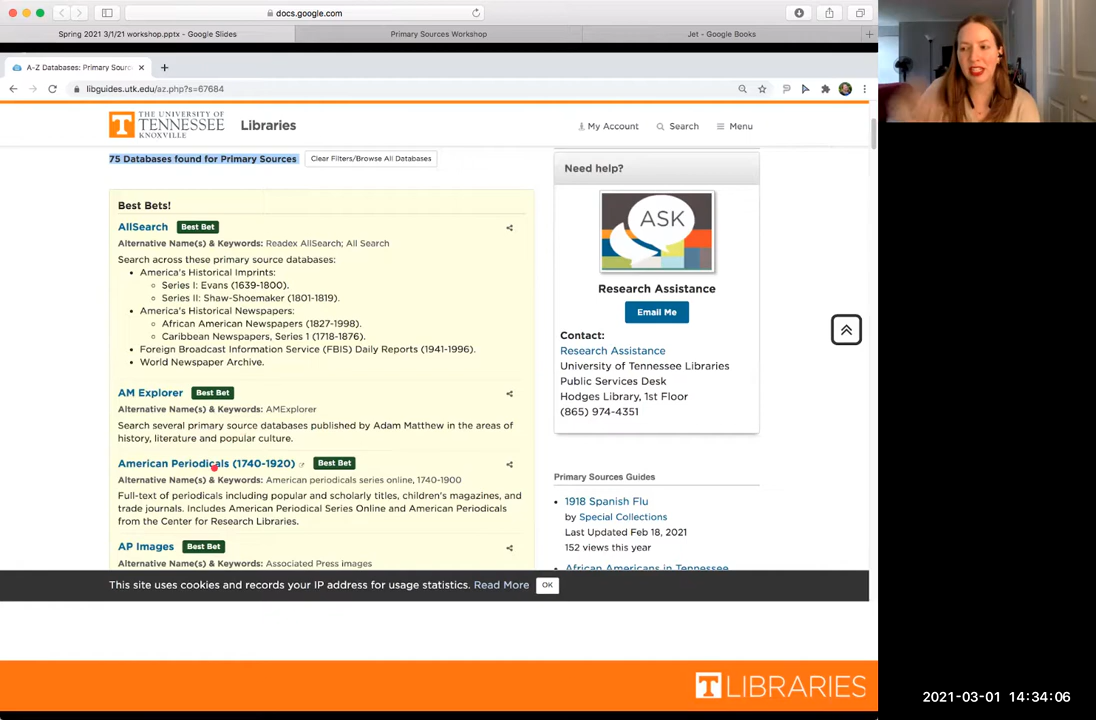 docs.google.com
Spring 2021 3/1/21 workshop.pptx - Google Slides
Primary Sources Workshop
Jet - Google Books
A-Z Databases: Primary Sourc
libguides.utk.edu/az.php?s=67684
THE UNIVERSITY OF
TENNESSEE
KNOXVILLE
Libraries
My Account
Search
Menu
75 Databases found for Primary Sources
Clear Filters/Browse All Databases
Best Bets!
AllSearch Best Bet
Alternative Name(s) & Keywords: Readex AllSearch; All Search
Search across these primary source databases:
• America's Historical Imprints:
○ Series I: Evans (1639-1800).
○ Series II: Shaw-Shoemaker (1801-1819).
• America's Historical Newspapers:
○ African American Newspapers (1827-1998).
○ Caribbean Newspapers, Series 1 (1718-1876).
• Foreign Broadcast Information Service (FBIS) Daily Reports (1941-1996).
• World Newspaper Archive.
AM Explorer Best Bet
Alternative Name(s) & Keywords: AMExplorer
Search several primary source databases published by Adam Matthew in the areas of
history, literature and popular culture.
American Periodicals (1740-1920) Best Bet
Alternative Name(s) & Keywords: American periodicals series online, 1740-1900
Full-text of periodicals including popular and scholarly titles, children's magazines, and
trade journals. Includes American Periodical Series Online and American Periodicals
from the Center for Research Libraries.
AP Images Best Bet
Alternative Name(s) & Keywords: Associated Press images
Need help?
ASK
Research Assistance
Email Me
Contact:
Research Assistance
University of Tennessee Libraries
Public Services Desk
Hodges Library, 1st Floor
(865) 974-4351
Primary Sources Guides
• 1918 Spanish Flu
by Special Collections
Last Updated Feb 18, 2021
152 views this year
African Americans in Tennessee
This site uses cookies and records your IP address for usage statistics. Read More OK
T LIBRARIES
2021-03-01 14:34:06